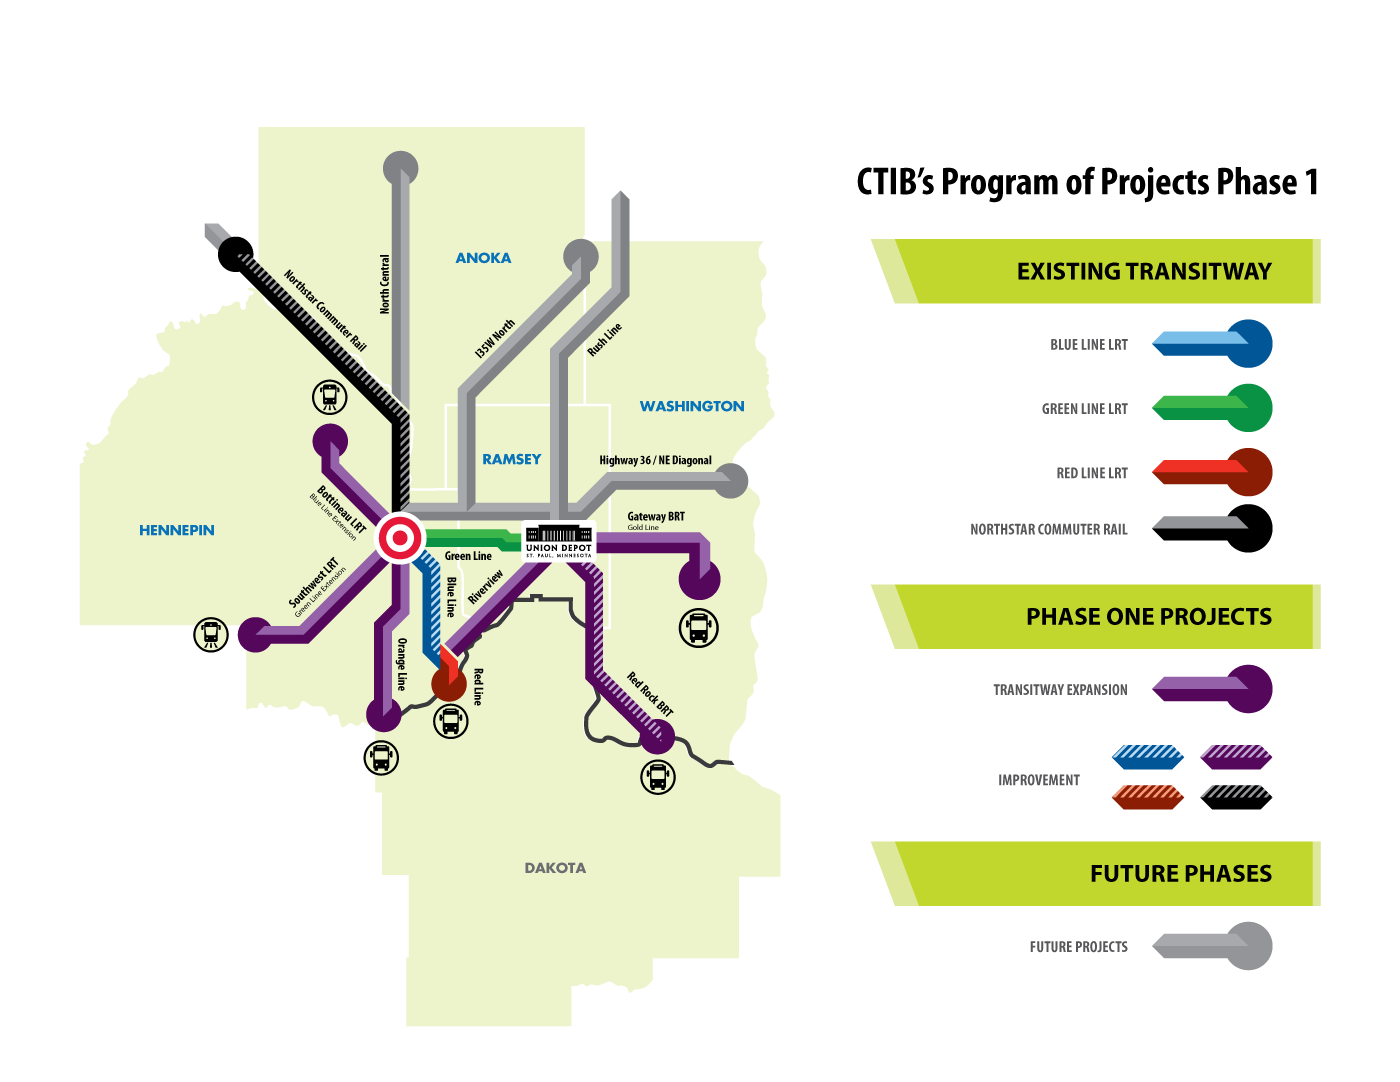 CTIB's Program of Projects Phase 1
EXISTING TRANSITWAY
BLUE LINE LRT
GREEN LINE LRT
RED LINE LRT
NORTHSTAR COMMUTER RAIL
PHASE ONE PROJECTS
TRANSITWAY EXPANSION
IMPROVEMENT
FUTURE PHASES
FUTURE PROJECTS
ANOKA
WASHINGTON
RAMSEY
HENNEPIN
DAKOTA
Northstar Commuter Rail
North Central
I35W North
Rush Line
Highway 36 / NE Diagonal
Gateway BRT
Gold Line
Bottineau LRT
Blue Line Extension
Southwest LRT
Green Line Extension
Green Line
UNION DEPOT
ST. PAUL, MINNESOTA
Blue Line
Riverview
Orange Line
Red Line
Red Rock BRT